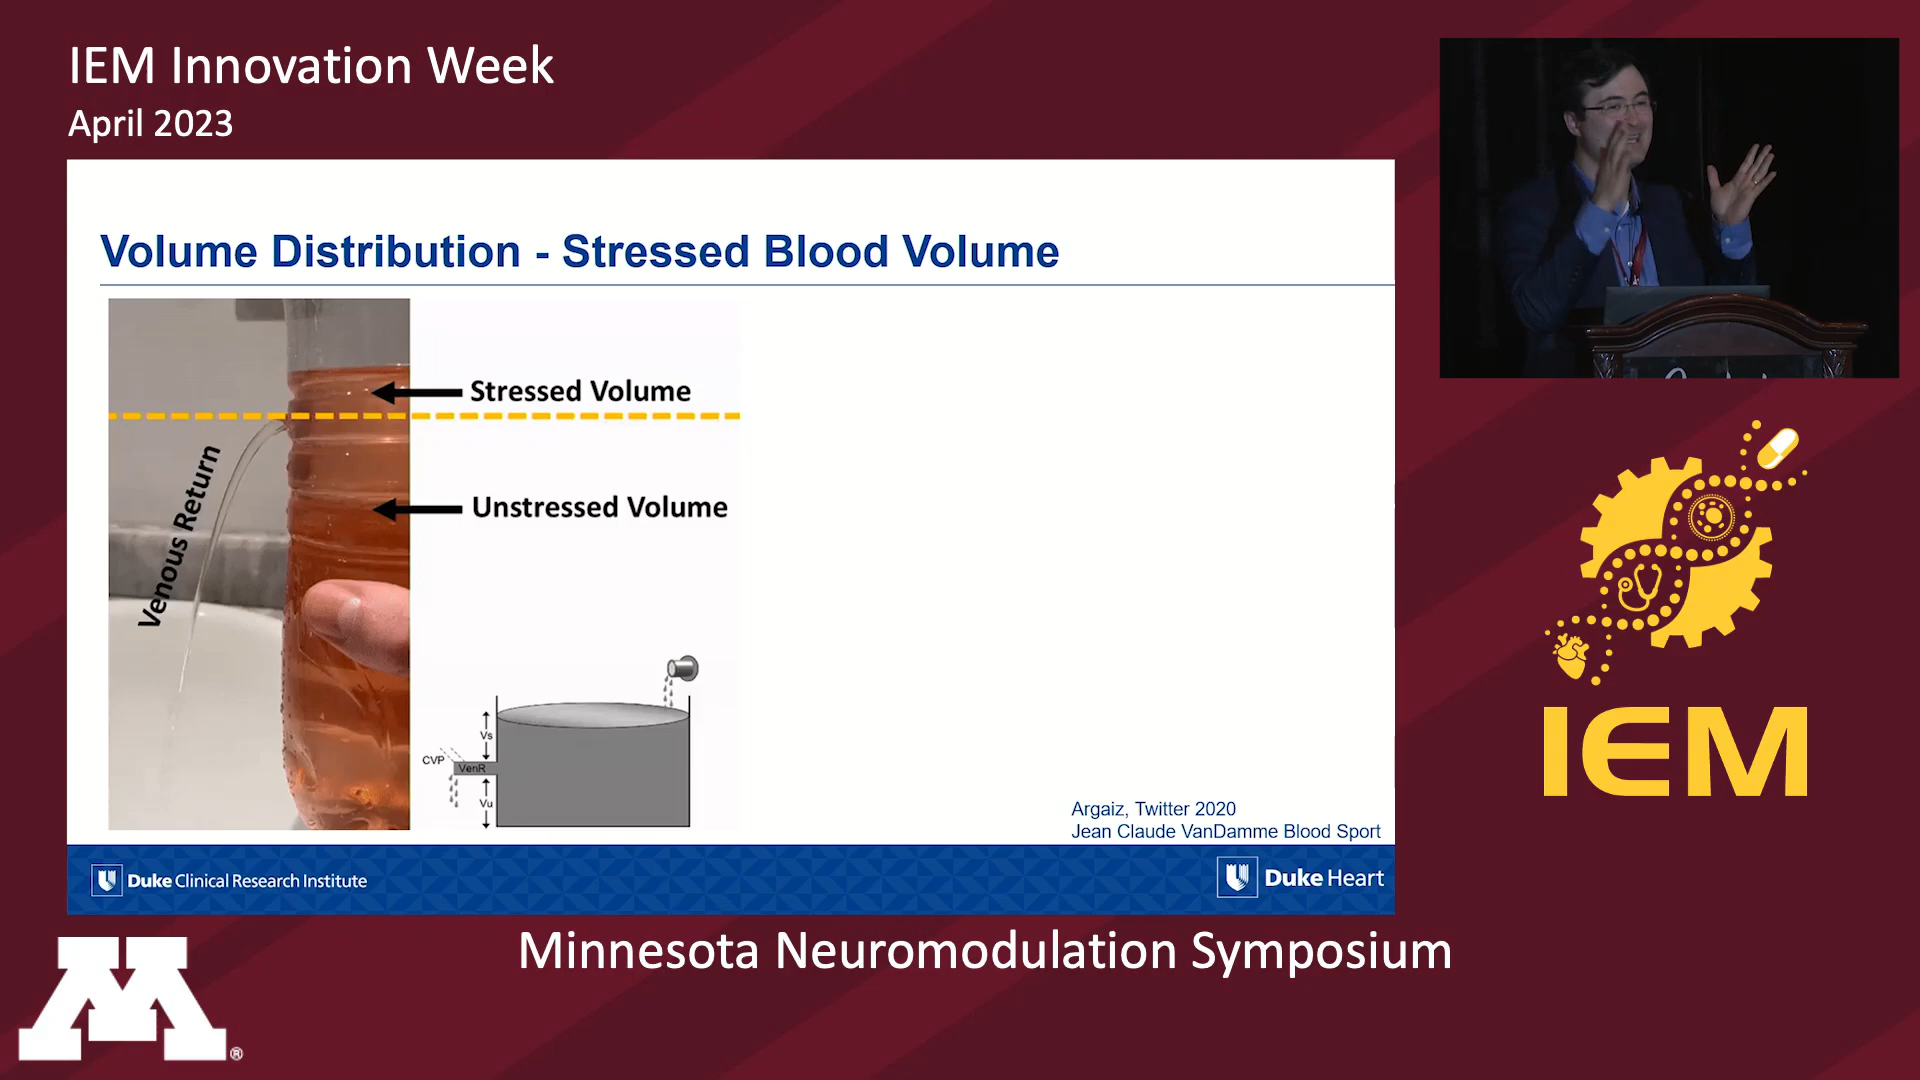 IEM Innovation Week
April 2023
Volume Distribution - Stressed Blood Volume
Stressed Volume
Unstressed Volume
Venous Return
Vs
CVP
VenR
Vu
Argaiz, Twitter 2020
Jean Claude VanDamme Blood Sport
Duke Clinical Research Institute
Duke Heart
IEM
Minnesota Neuromodulation Symposium
M®